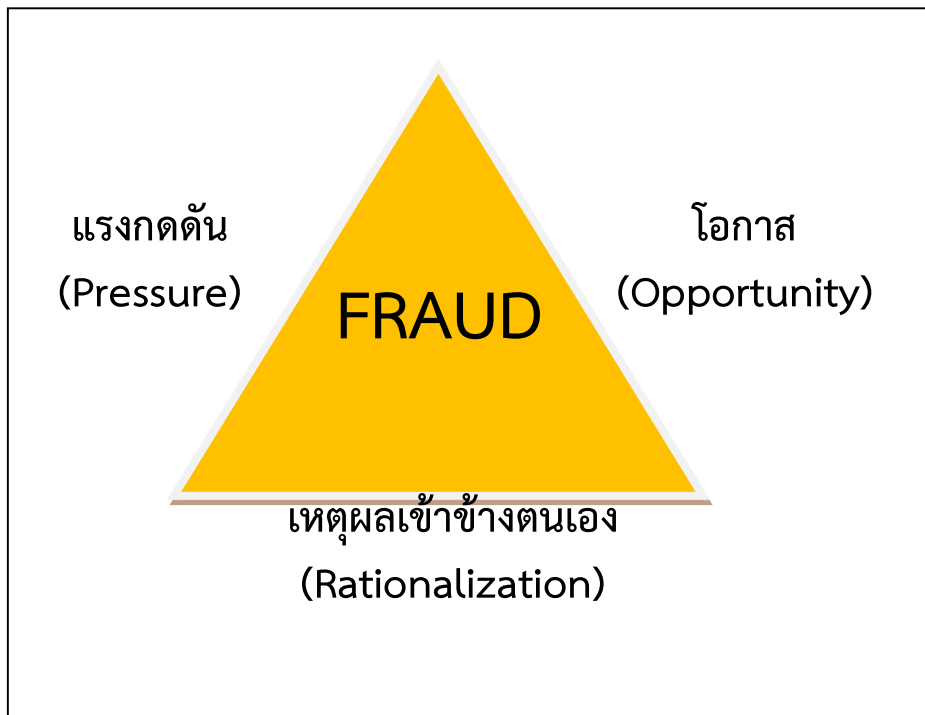 แรงกดดัน
(Pressure)
โอกาส
(Opportunity)
FRAUD
เหตุผลเข้าข้างตนเอง
(Rationalization)